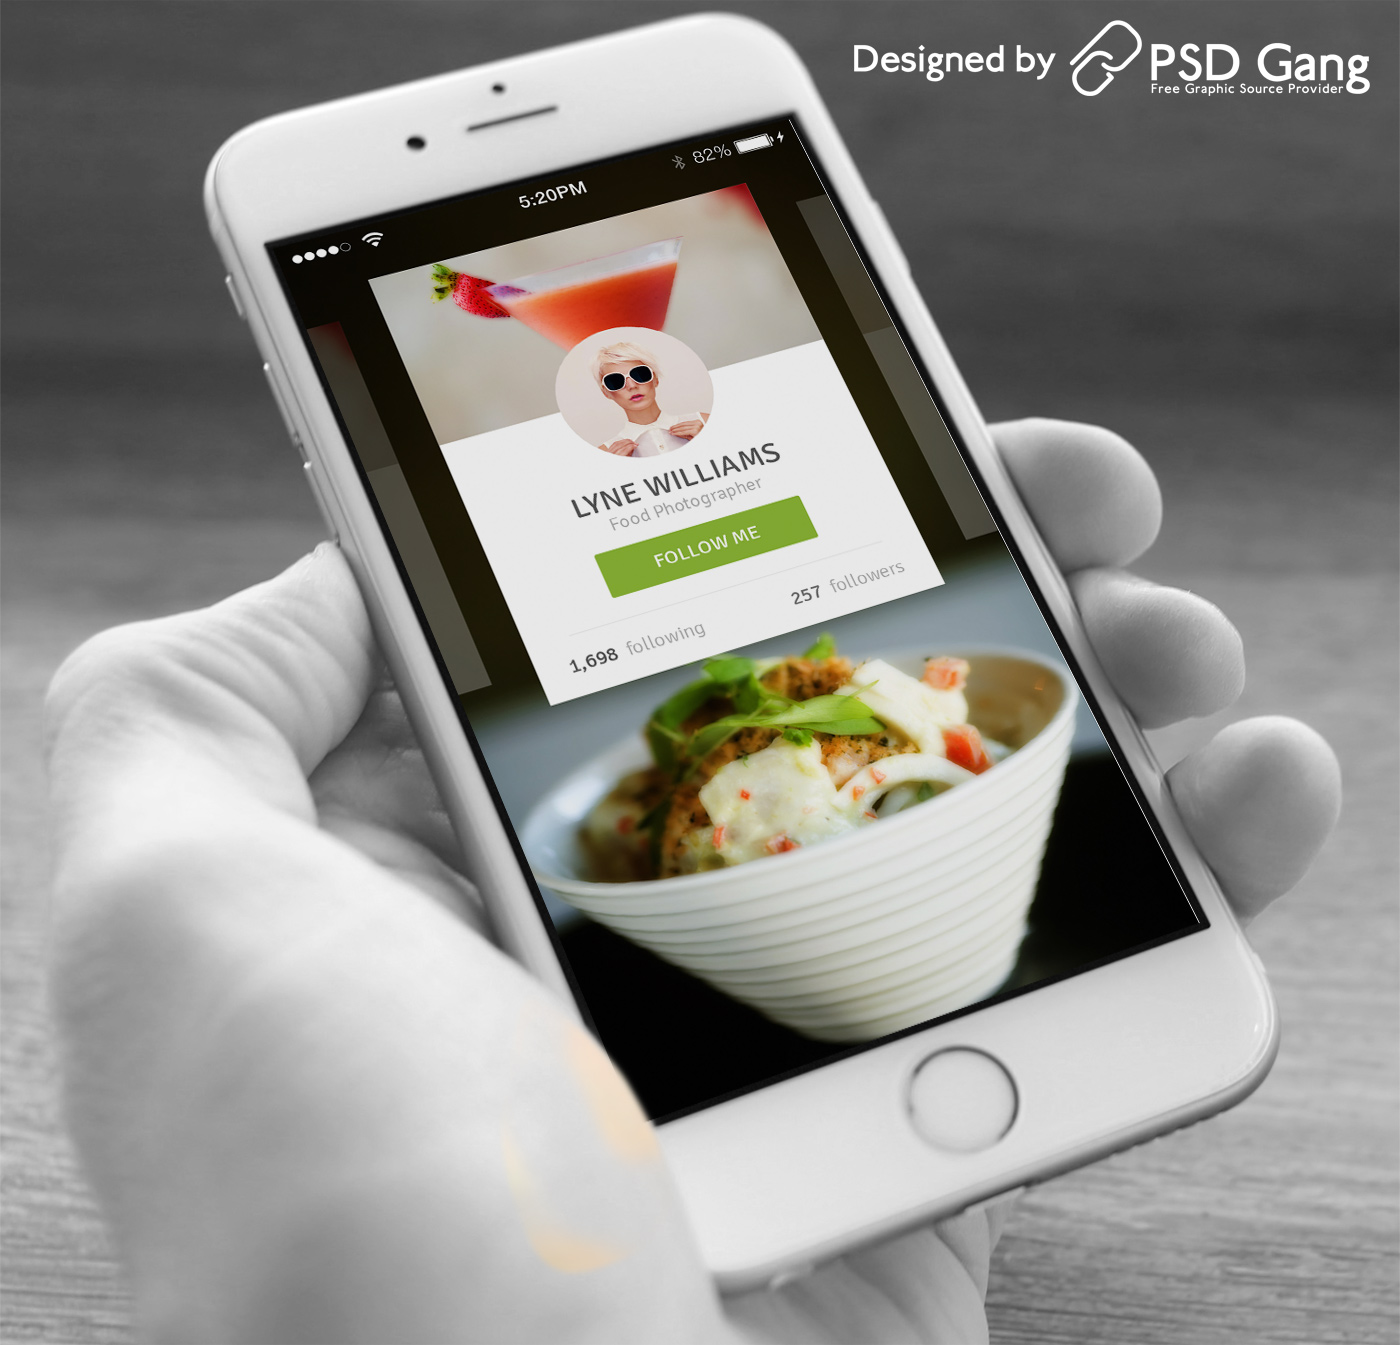 Designed by PSD Gang
Free Graphic Source Provider
82%
5:20PM
LYNE WILLIAMS
Food Photographer
FOLLOW ME
1,698 following
257 followers